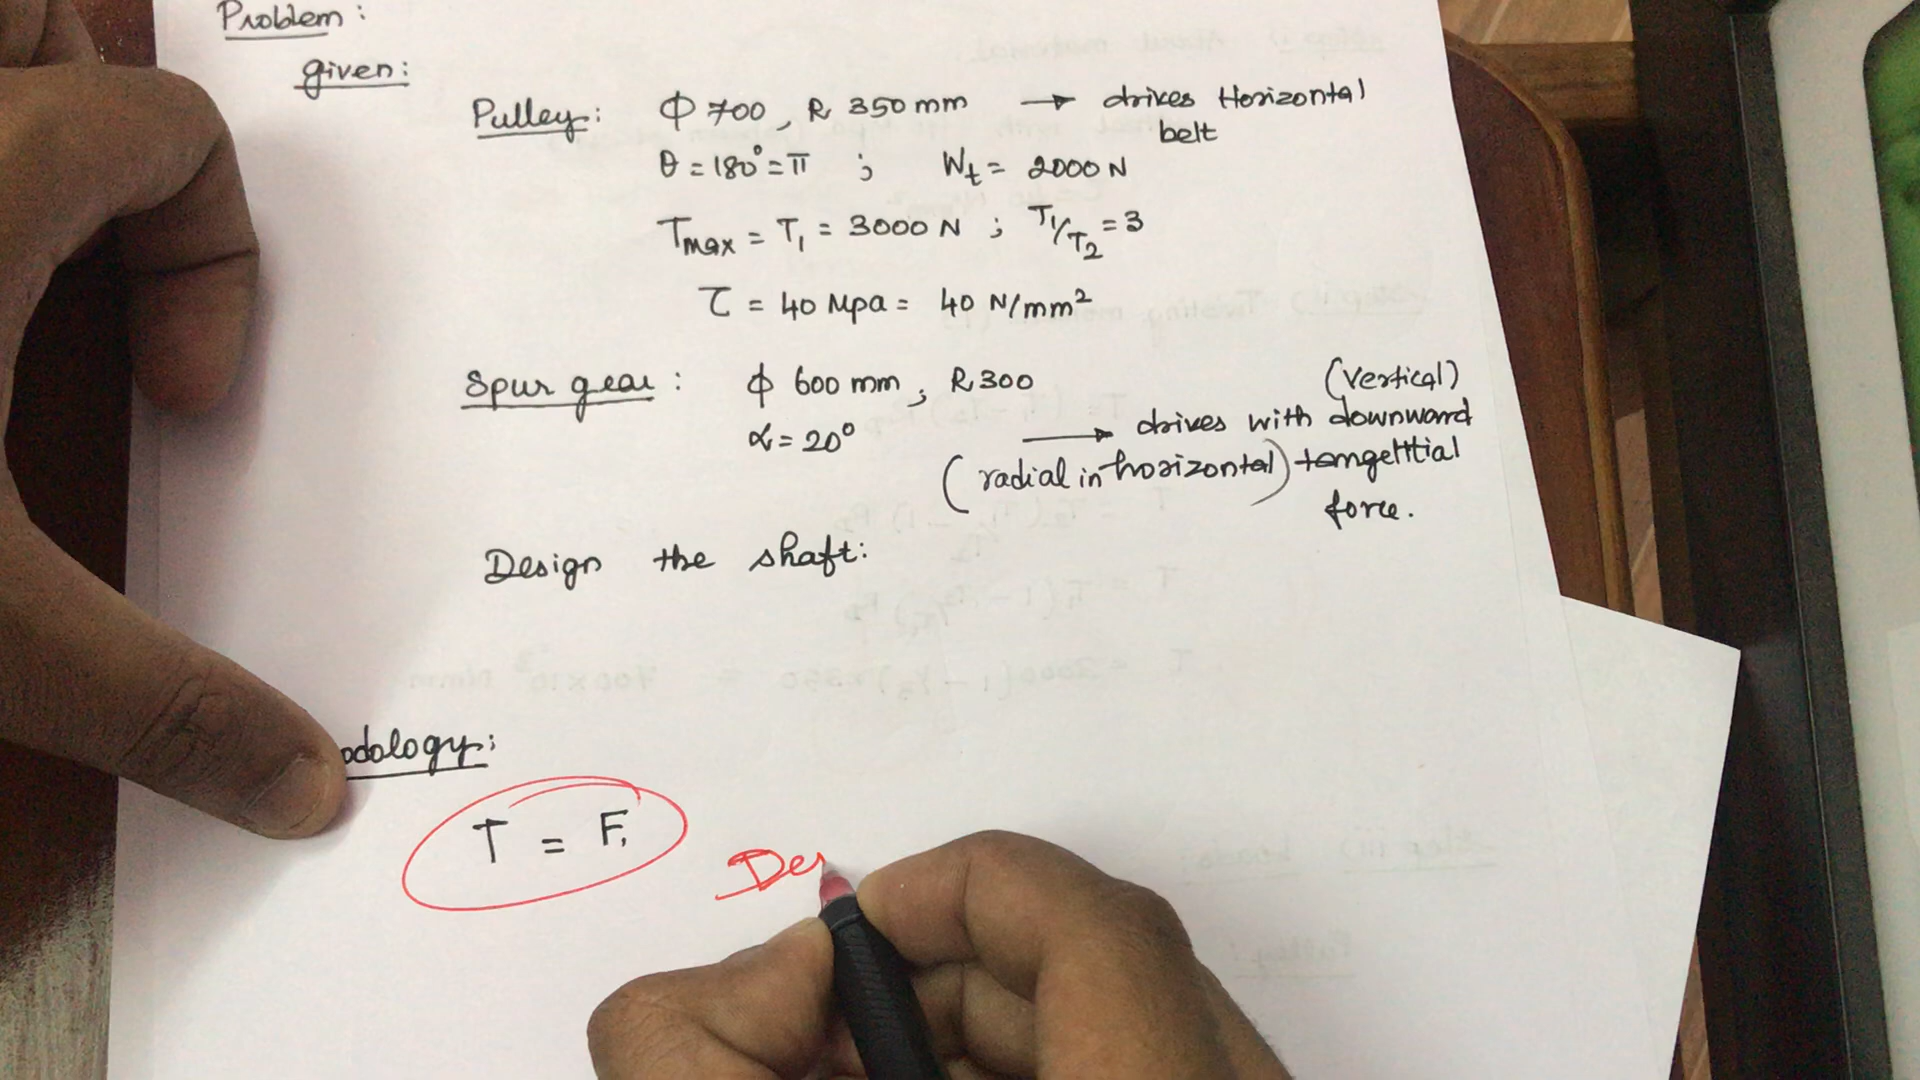 Problem :
given :
Pulley : Φ 700, R 350 mm → drives Horizontal
belt
θ = 180° = π ; Wt = 2000 N
Tmax = T1 = 3000 N ; T1/T2 = 3
τ = 40 Mpa = 40 N/mm²
Spur gear : ϕ 600 mm, R 300 (vertical)
α = 20° → drives with downward
(radial in horizontal) tangettial
force.
Design the shaft:
odology:
T = F,
Des